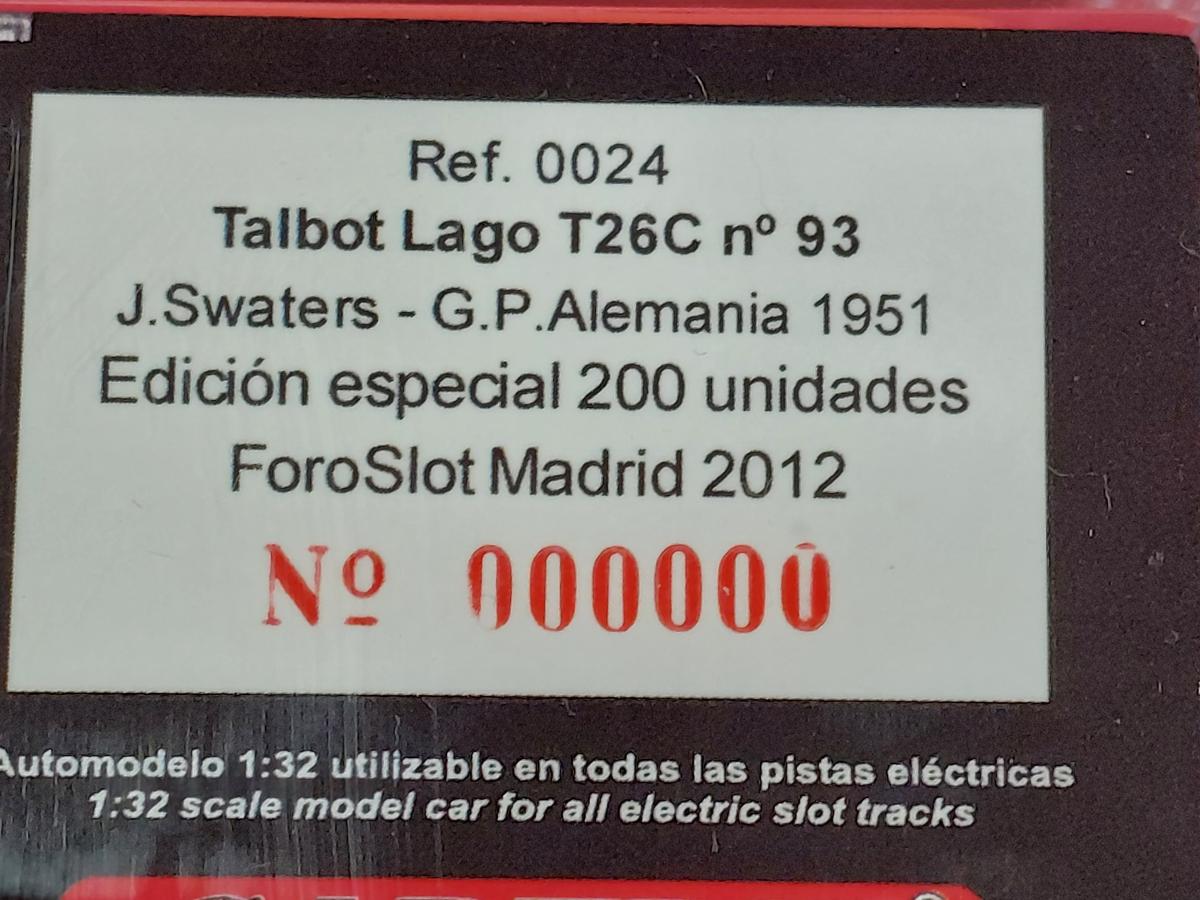 Ref. 0024
Talbot Lago T26C nº 93
J.Swaters - G.P.Alemania 1951
Edición especial 200 unidades
ForoSlot Madrid 2012
Nº 000000
Automodelo 1:32 utilizable en todas las pistas eléctricas
1:32 scale model car for all electric slot tracks